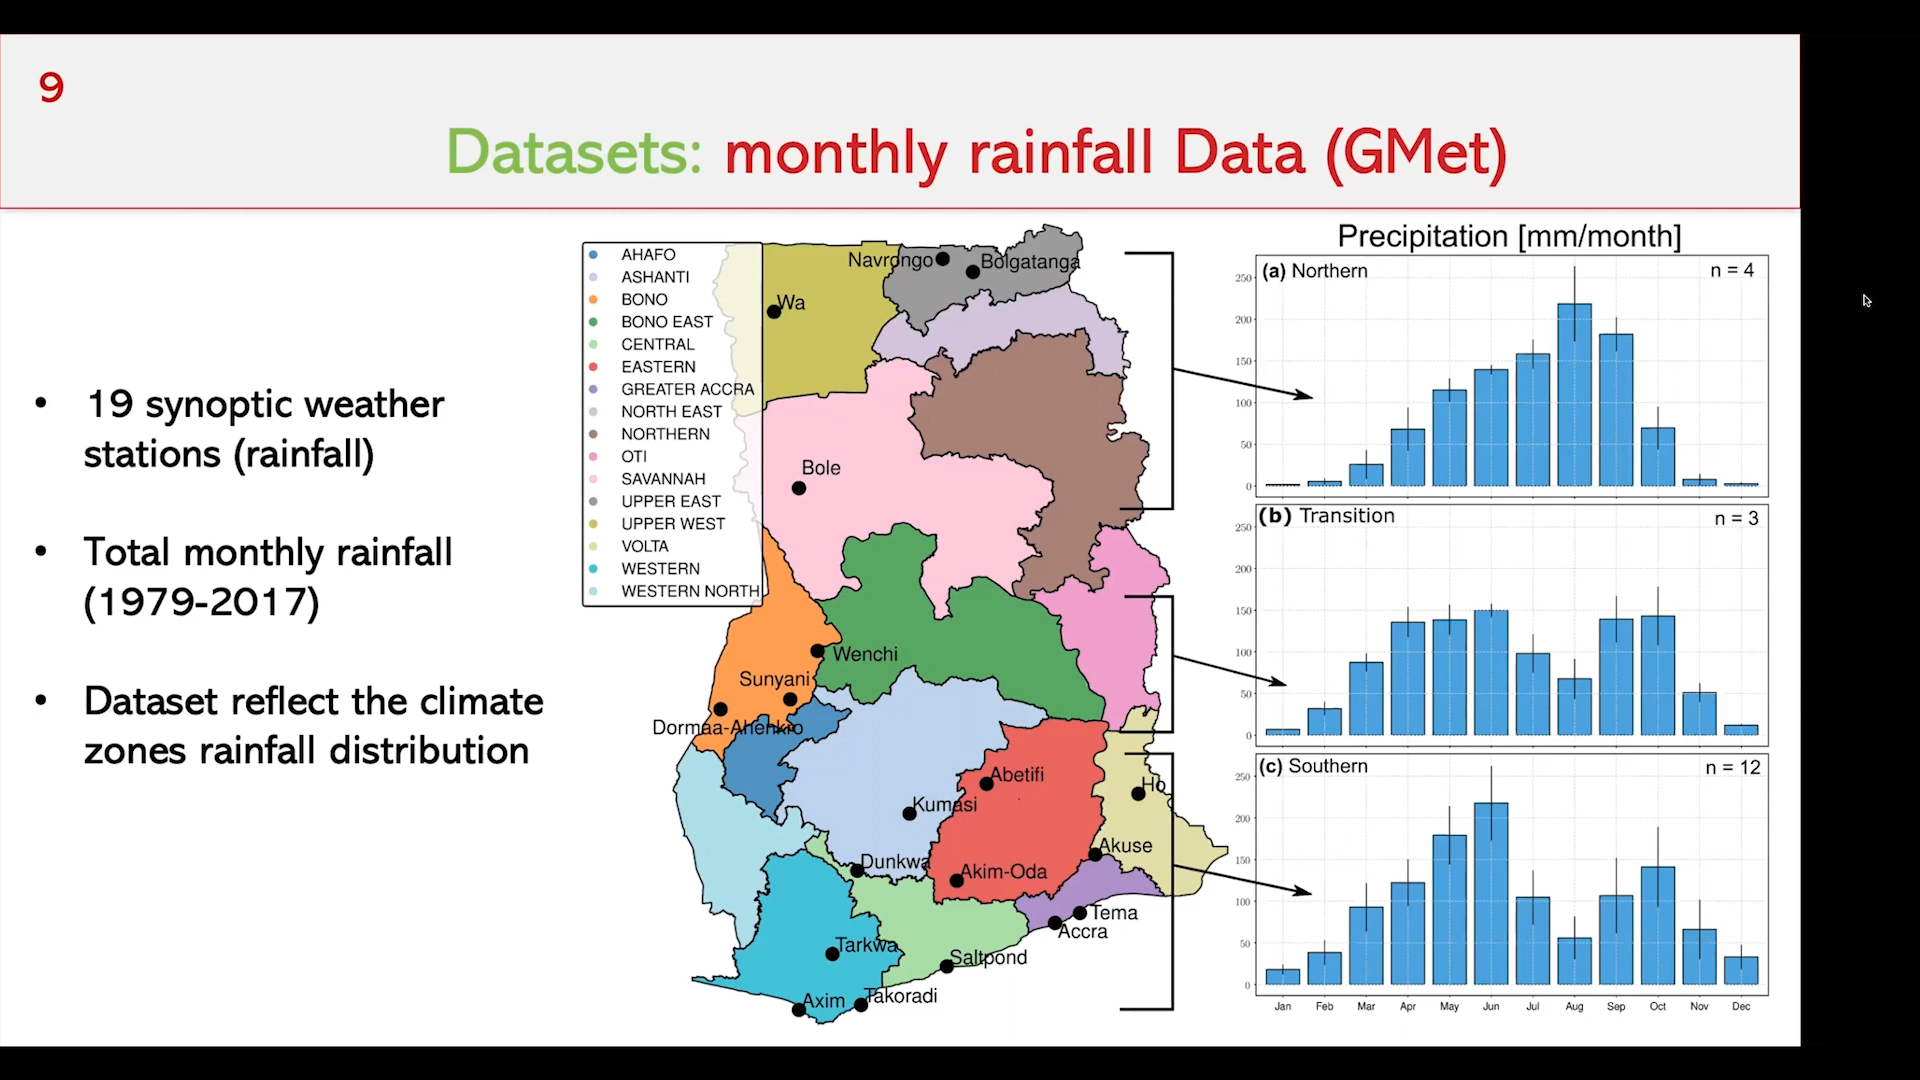 9
Datasets: monthly rainfall Data (GMet)
• 19 synoptic weather
stations (rainfall)
• Total monthly rainfall
(1979-2017)
• Dataset reflect the climate
zones rainfall distribution
AHAFO
ASHANTI
BONO
BONO EAST
CENTRAL
EASTERN
GREATER ACCRA
NORTH EAST
NORTHERN
OTI
SAVANNAH
UPPER EAST
UPPER WEST
VOLTA
WESTERN
WESTERN NORTH
Navrongo
Bolgatanga
Wa
Bole
Wenchi
Sunyani
Dormaa-Ahenkro
Abetifi
Ho
Kumasi
Akuse
Dunkwa
Akim-Oda
Tema
Accra
Tarkwa
Saltpond
Axim
Takoradi
Precipitation [mm/month]
(a) Northern
n = 4
250
200
150
100
50
0
(b) Transition
n = 3
250
200
150
100
50
0
(c) Southern
n = 12
250
200
150
100
50
0
Jan Feb Mar Apr May Jun Jul Aug Sep Oct Nov Dec